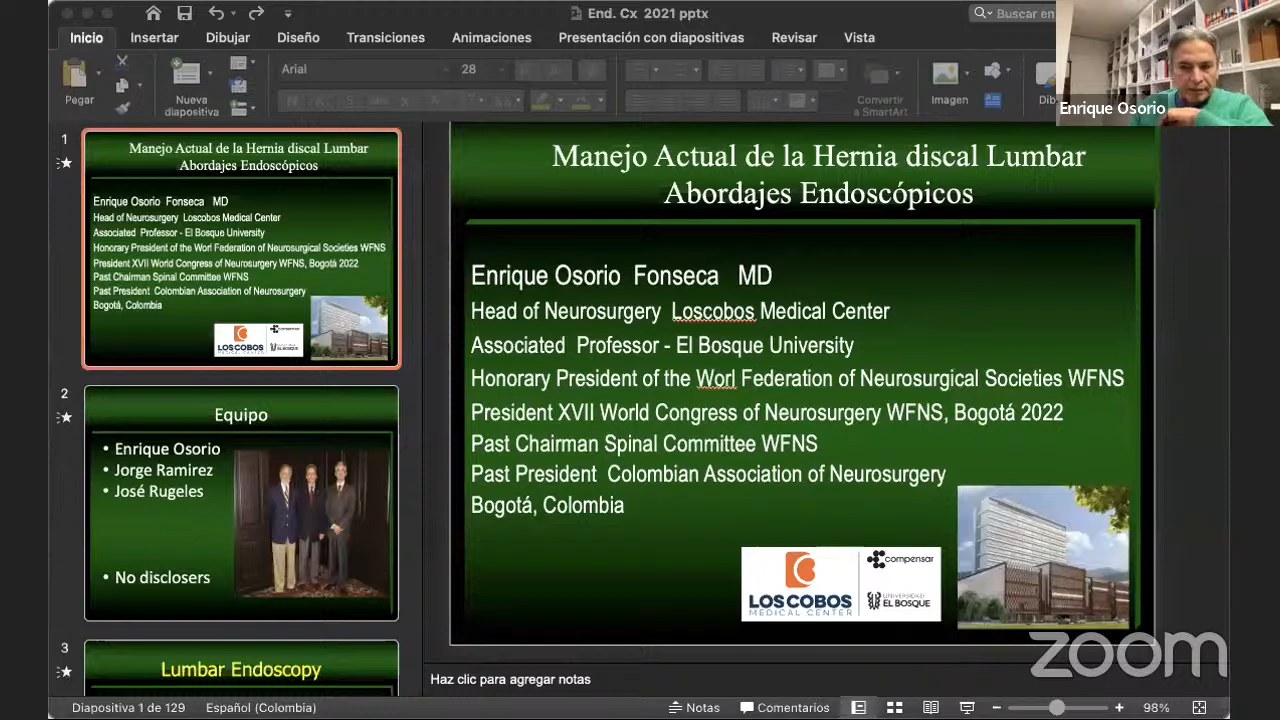 End. Cx 2021 pptx
Buscar en
Inicio
Insertar
Dibujar
Diseño
Transiciones
Animaciones
Presentación con diapositivas
Revisar
Vista
Pegar
Nueva
diapositiva
Arial
28
Convertir
a SmartArt
Imagen
Enrique Osorio
1
Manejo Actual de la Hernia discal Lumbar
Abordajes Endoscópicos
Enrique Osorio Fonseca MD
Head of Neurosurgery Loscobos Medical Center
Associated Professor - El Bosque University
Honorary President of the Worl Federation of Neurosurgical Societies WFNS
President XVII World Congress of Neurosurgery WFNS, Bogotá 2022
Past Chairman Spinal Committee WFNS
Past President Colombian Association of Neurosurgery
Bogotá, Colombia
LOSCOBOS
MEDICAL CENTER
compensar
UNIVERSIDAD
EL BOSQUE
2
Equipo
• Enrique Osorio
• Jorge Ramirez
• José Rugeles
• No disclosers
3
Lumbar Endoscopy
Manejo Actual de la Hernia discal Lumbar
Abordajes Endoscópicos
Enrique Osorio Fonseca MD
Head of Neurosurgery Loscobos Medical Center
Associated Professor - El Bosque University
Honorary President of the Worl Federation of Neurosurgical Societies WFNS
President XVII World Congress of Neurosurgery WFNS, Bogotá 2022
Past Chairman Spinal Committee WFNS
Past President Colombian Association of Neurosurgery
Bogotá, Colombia
LOSCOBOS
MEDICAL CENTER
compensar
UNIVERSIDAD
EL BOSQUE
zoom
Haz clic para agregar notas
Diapositiva 1 de 129
Español (Colombia)
Notas
Comentarios
98%